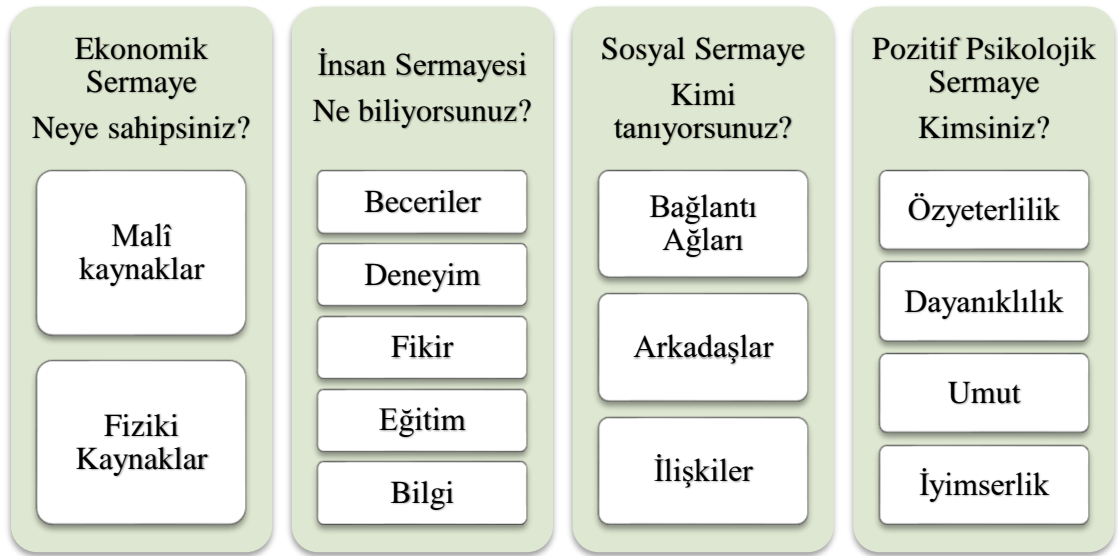 Ekonomik
Sermaye
Neye sahipsiniz?
Malî
kaynaklar
Fiziki
Kaynaklar
İnsan Sermayesi
Ne biliyorsunuz?
Beceriler
Deneyim
Fikir
Eğitim
Bilgi
Sosyal Sermaye
Kimi
tanıyorsunuz?
Bağlantı
Ağları
Arkadaşlar
İlişkiler
Pozitif Psikolojik
Sermaye
Kimsiniz?
Özyeterlilik
Dayanıklılık
Umut
İyimserlik